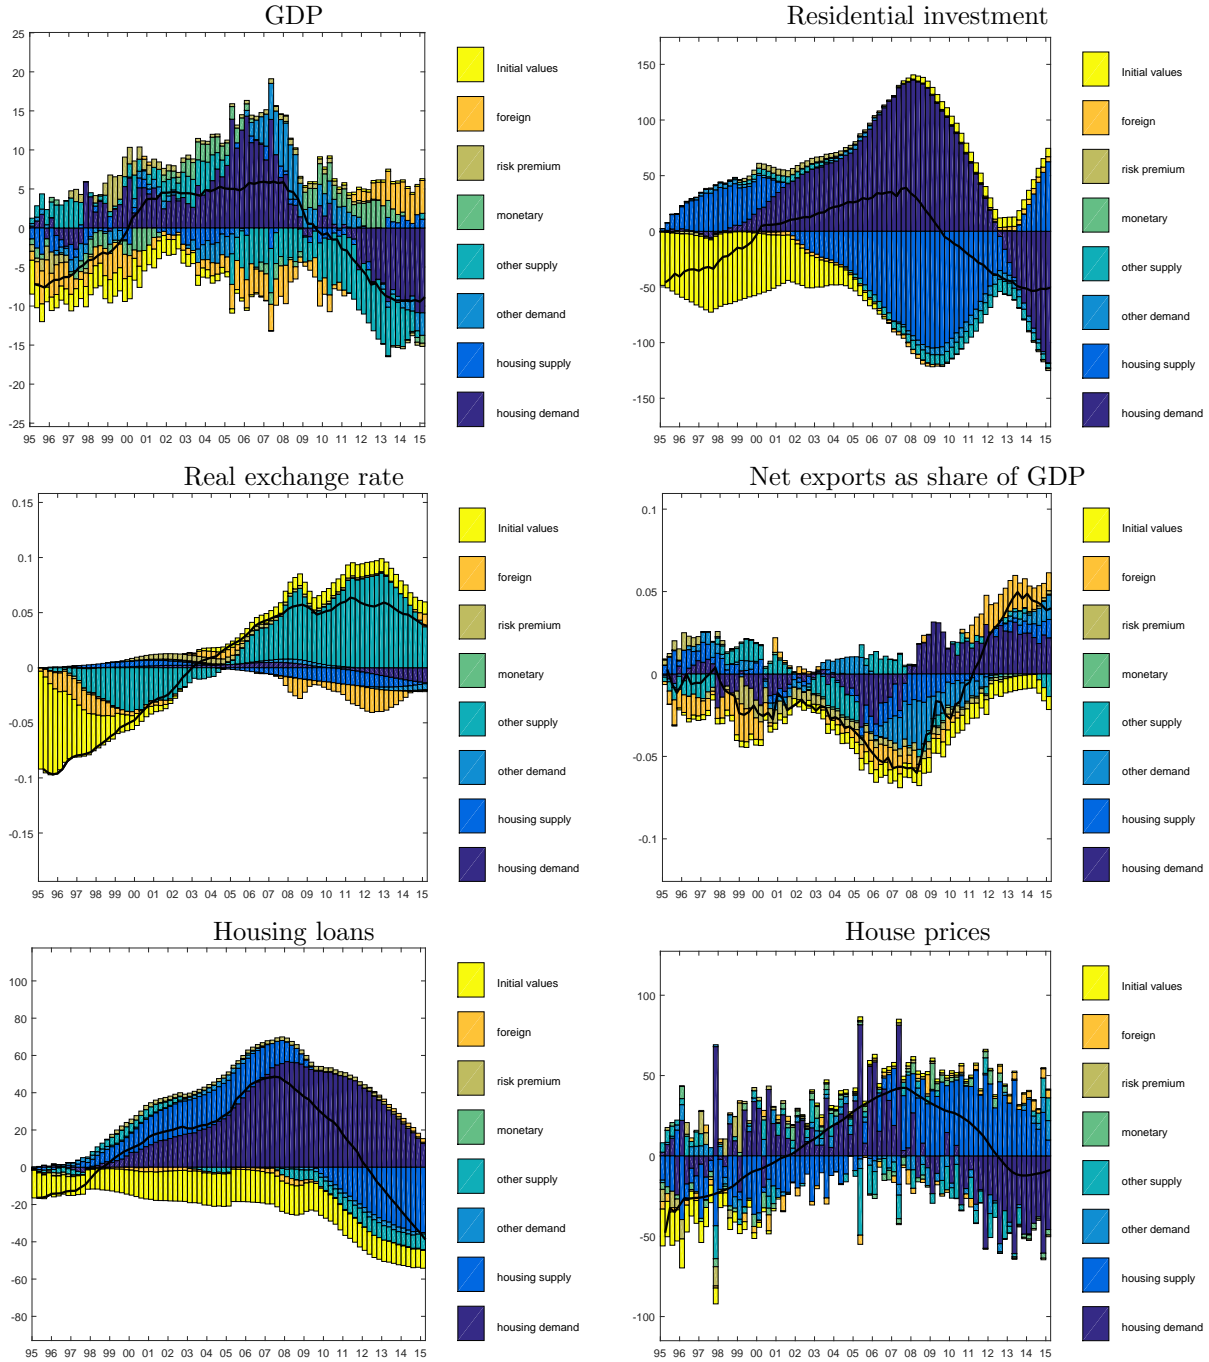 GDP
25
20
15
10
5
0
-5
-10
-15
-20
-25
95 96 97 98 99 00 01 02 03 04 05 06 07 08 09 10 11 12 13 14 15
Initial values
foreign
risk premium
monetary
other supply
other demand
housing supply
housing demand
Residential investment
150
100
50
0
-50
-100
-150
95 96 97 98 99 00 01 02 03 04 05 06 07 08 09 10 11 12 13 14 15
Initial values
foreign
risk premium
monetary
other supply
other demand
housing supply
housing demand
Real exchange rate
0.15
0.1
0.05
0
-0.05
-0.1
-0.15
95 96 97 98 99 00 01 02 03 04 05 06 07 08 09 10 11 12 13 14 15
Initial values
foreign
risk premium
monetary
other supply
other demand
housing supply
housing demand
Net exports as share of GDP
0.1
0.05
0
-0.05
-0.1
95 96 97 98 99 00 01 02 03 04 05 06 07 08 09 10 11 12 13 14 15
Initial values
foreign
risk premium
monetary
other supply
other demand
housing supply
housing demand
Housing loans
100
80
60
40
20
0
-20
-40
-60
-80
95 96 97 98 99 00 01 02 03 04 05 06 07 08 09 10 11 12 13 14 15
Initial values
foreign
risk premium
monetary
other supply
other demand
housing supply
housing demand
House prices
100
50
0
-50
-100
95 96 97 98 99 00 01 02 03 04 05 06 07 08 09 10 11 12 13 14 15
Initial values
foreign
risk premium
monetary
other supply
other demand
housing supply
housing demand